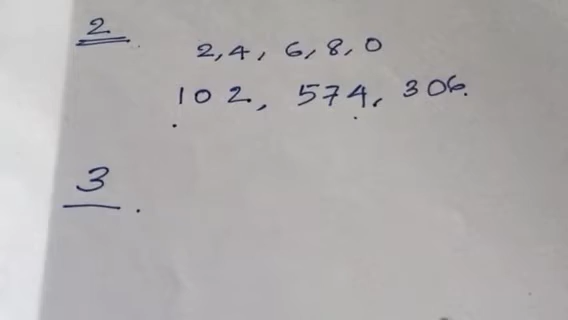 2.
2, 4, 6, 8, 0
102, 574, 306.
3.